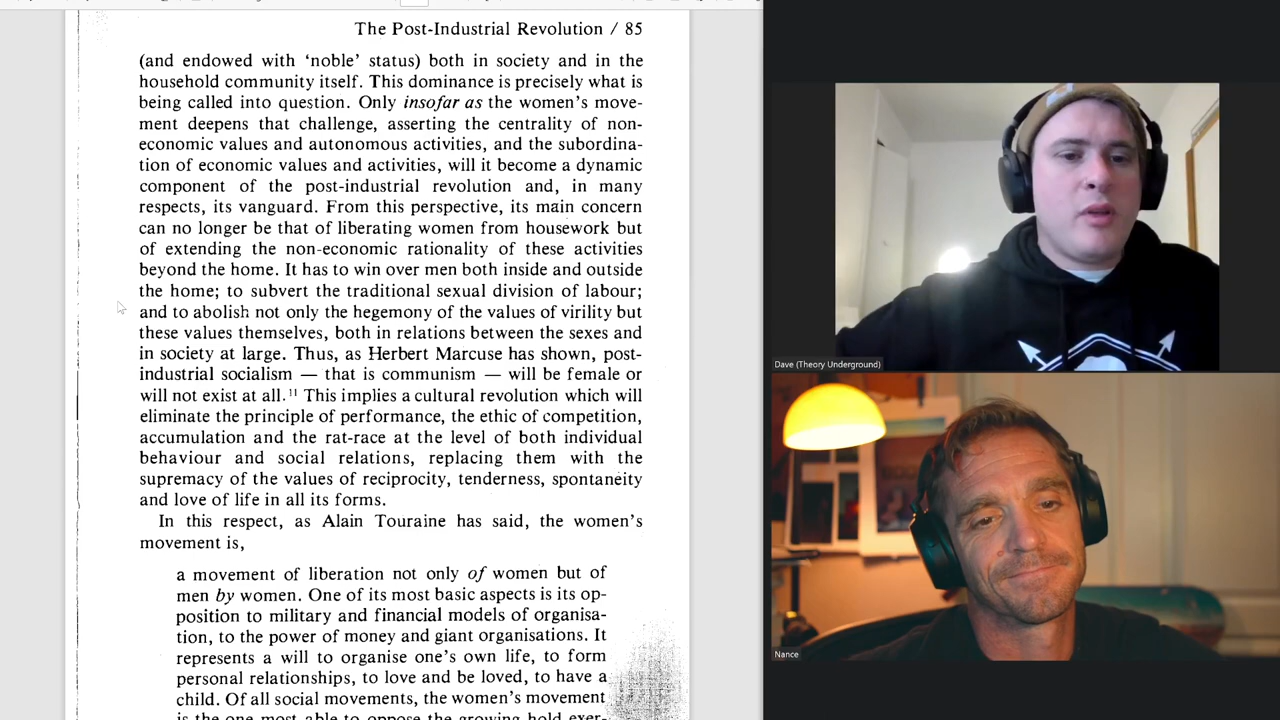 The Post-Industrial Revolution / 85
(and endowed with ‘noble’ status) both in society and in the
household community itself. This dominance is precisely what is
being called into question. Only insofar as the women’s move-
ment deepens that challenge, asserting the centrality of non-
economic values and autonomous activities, and the subordina-
tion of economic values and activities, will it become a dynamic
component of the post-industrial revolution and, in many
respects, its vanguard. From this perspective, its main concern
can no longer be that of liberating women from housework but
of extending the non-economic rationality of these activities
beyond the home. It has to win over men both inside and outside
the home; to subvert the traditional sexual division of labour;
and to abolish not only the hegemony of the values of virility but
these values themselves, both in relations between the sexes and
in society at large. Thus, as Herbert Marcuse has shown, post-
industrial socialism — that is communism — will be female or
will not exist at all.¹¹ This implies a cultural revolution which will
eliminate the principle of performance, the ethic of competition,
accumulation and the rat-race at the level of both individual
behaviour and social relations, replacing them with the
supremacy of the values of reciprocity, tenderness, spontaneity
and love of life in all its forms.
In this respect, as Alain Touraine has said, the women’s
movement is,
a movement of liberation not only of women but of
men by women. One of its most basic aspects is its op-
position to military and financial models of organisa-
tion, to the power of money and giant organisations. It
represents a will to organise one’s own life, to form
personal relationships, to love and be loved, to have a
child. Of all social movements, the women’s movement
is the one most able to oppose the growing hold exer-
Dave (Theory Underground)
Nance